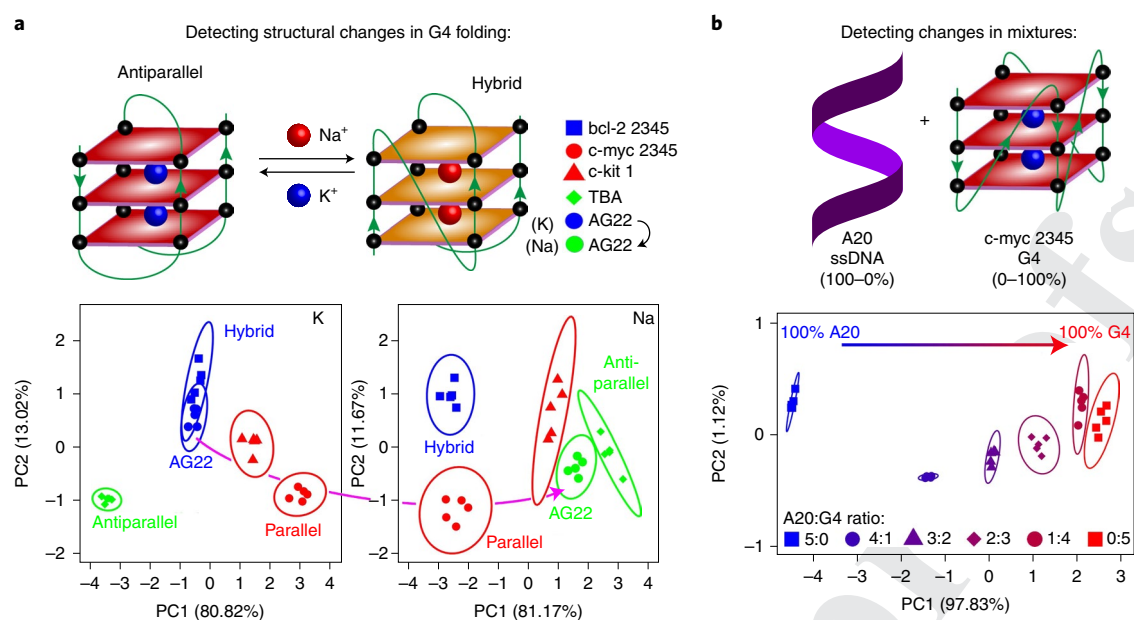 a
Detecting structural changes in G4 folding:
Antiparallel
Hybrid
Na⁺
K⁺
bcl-2 2345
c-myc 2345
c-kit 1
TBA
(K) AG22
(Na) AG22
K
Hybrid
AG22
Antiparallel
Parallel
PC2 (13.02%)
2
1
0
−1
−2
−4 −3 −2 −1 0 1 2 3 4
PC1 (80.82%)
Na
Anti-
parallel
Hybrid
AG22
Parallel
PC2 (11.67%)
2
1
0
−1
−2
−4 −3 −2 −1 0 1 2 3 4
PC1 (81.17%)
b
Detecting changes in mixtures:
+
A20
ssDNA
(100–0%)
c-myc 2345
G4
(0–100%)
100% A20
100% G4
PC2 (1.12%)
1
0
−1
A20:G4 ratio:
5:0 4:1 3:2 2:3 1:4 0:5
−4 −3 −2 −1 0 1 2 3
PC1 (97.83%)